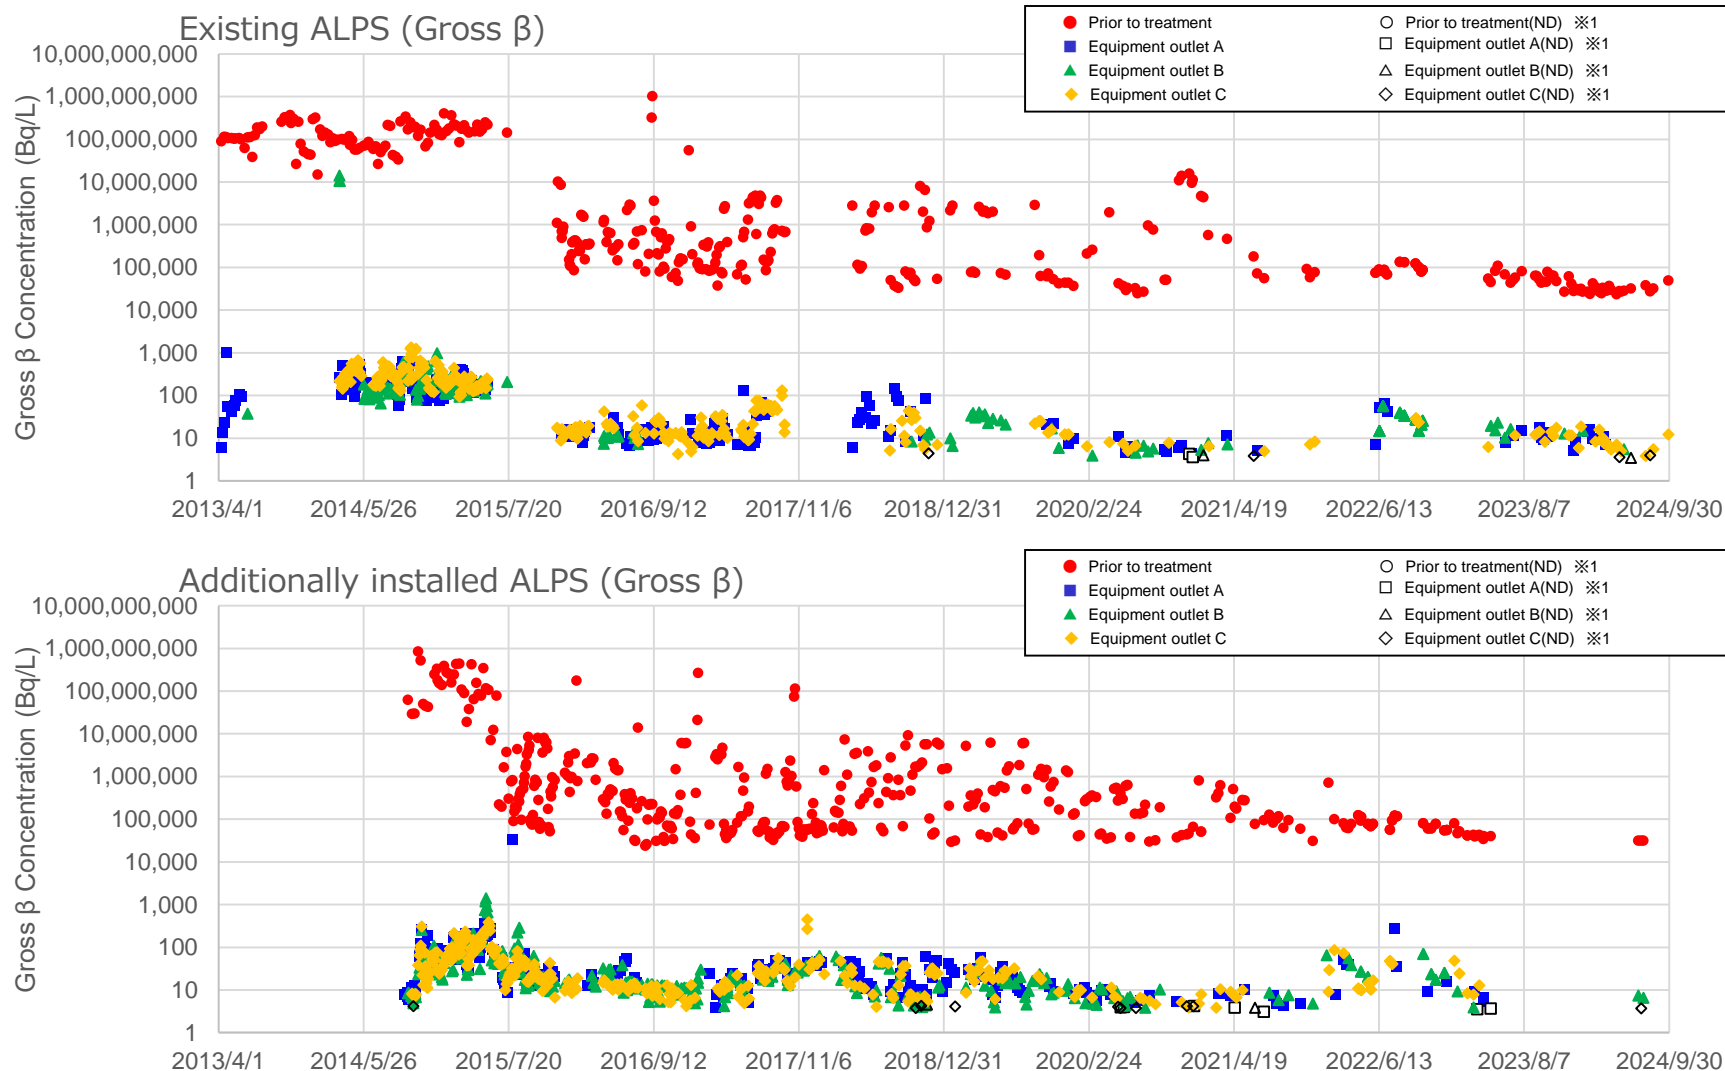 Existing ALPS (Gross β)
Prior to treatment
Prior to treatment(ND) ※1
Equipment outlet A
Equipment outlet A(ND) ※1
Equipment outlet B
Equipment outlet B(ND) ※1
Equipment outlet C
Equipment outlet C(ND) ※1
Gross β Concentration (Bq/L)
10,000,000,000
1,000,000,000
100,000,000
10,000,000
1,000,000
100,000
10,000
1,000
100
10
1
2013/4/1 2014/5/26 2015/7/20 2016/9/12 2017/11/6 2018/12/31 2020/2/24 2021/4/19 2022/6/13 2023/8/7 2024/9/30
Additionally installed ALPS (Gross β)
Prior to treatment
Prior to treatment(ND) ※1
Equipment outlet A
Equipment outlet A(ND) ※1
Equipment outlet B
Equipment outlet B(ND) ※1
Equipment outlet C
Equipment outlet C(ND) ※1
Gross β Concentration (Bq/L)
10,000,000,000
1,000,000,000
100,000,000
10,000,000
1,000,000
100,000
10,000
1,000
100
10
1
2013/4/1 2014/5/26 2015/7/20 2016/9/12 2017/11/6 2018/12/31 2020/2/24 2021/4/19 2022/6/13 2023/8/7 2024/9/30